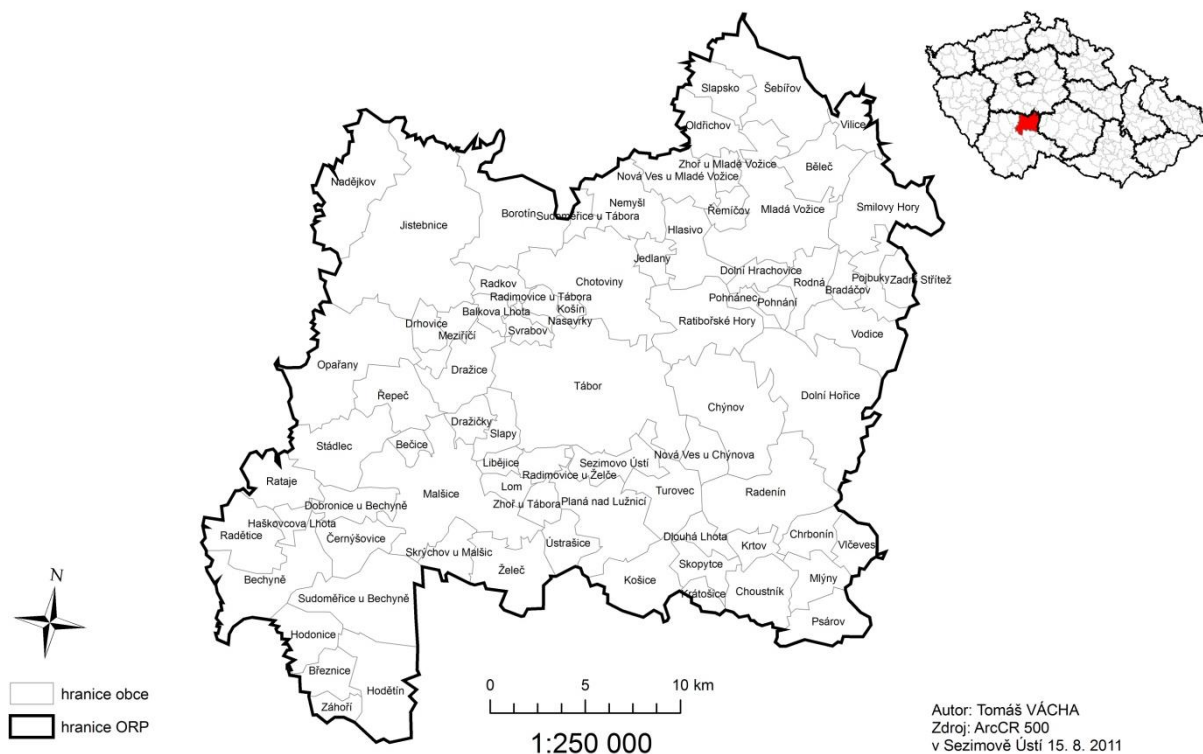 Slapsko
Šebířov
Oldřichov
Vilice
Zhoř u Mladé Vožice
Běleč
Nová Ves u Mladé Vožice
Nadějkov
Nemyšl
Řemíčov
Mladá Vožice
Smilovy Hory
Borotín
Sudoměřice u Tábora
Jistebnice
Hlasivo
Jedlany
Dolní Hrachovice
Chotoviny
Rodná
Pojbuky
Zadní Střítež
Radkov
Bradáčov
Radimovice u Tábora
Pohnánec
Pohnání
Košín
Balkova Lhota
Nasavrky
Ratibořské Hory
Drhovice
Svrabov
Meziříčí
Vodice
Opařany
Dražice
Tábor
Řepeč
Dolní Hořice
Chýnov
Dražičky
Slapy
Stádlec
Bečice
Nová Ves u Chýnova
Libějice
Sezimovo Ústí
Radimovice u Želče
Rataje
Lom
Malšice
Turovec
Radenín
Zhoř u Tábora
Planá nad Lužnicí
Dobronice u Bechyně
Haškovcova Lhota
Radětice
Černýšovice
Dlouhá Lhota
Chrbonín
Vlčeves
Krtov
Ústrašice
Skrýchov u Malšic
Skopytce
Želeč
Bechyně
Košice
Mlýny
Krátošice
Choustník
Sudoměřice u Bechyně
Psárov
Hodonice
Březnice
Hodětín
Záhoří
N
hranice obce
hranice ORP
0 5 10 km
1:250 000
Autor: Tomáš VÁCHA
Zdroj: ArcCR 500
v Sezimově Ústí 15. 8. 2011